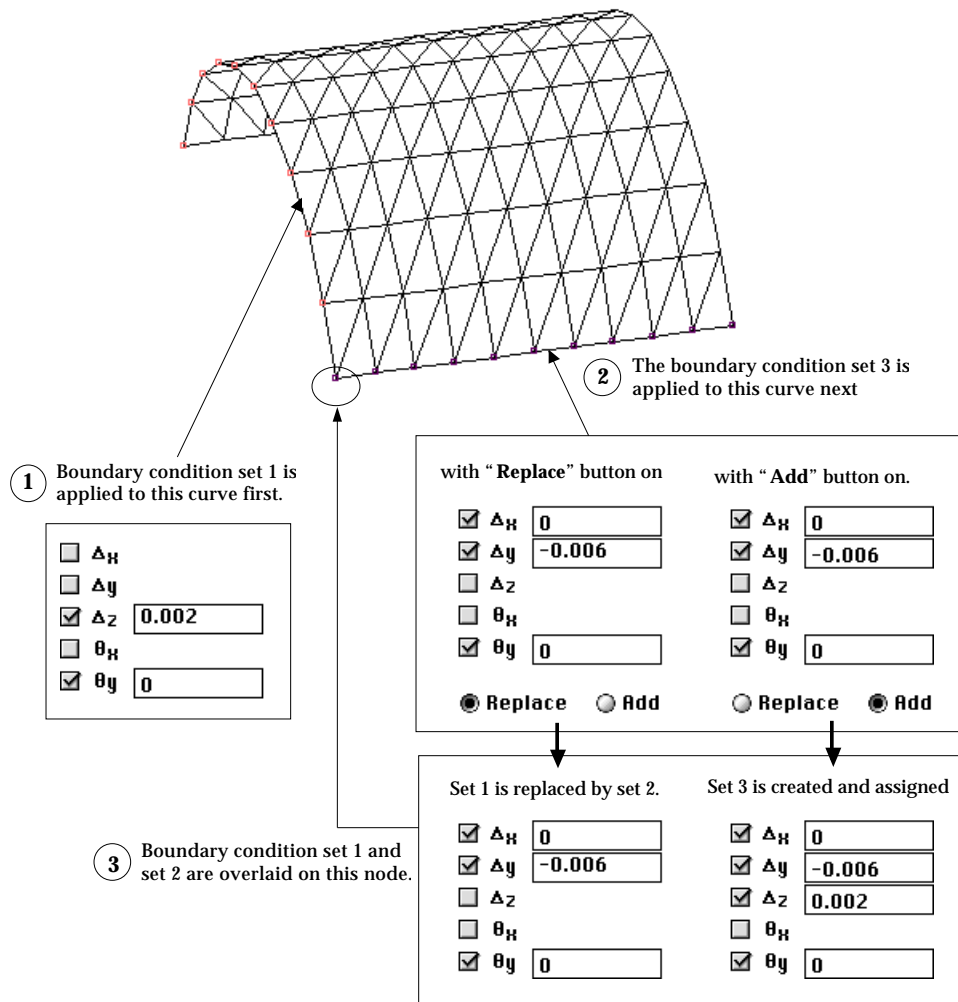 2
The boundary condition set 3 is
applied to this curve next
1
Boundary condition set 1 is
applied to this curve first.
Δx
Δy
Δz 0.002
θx
θy 0
with “Replace” button on
Δx 0
Δy -0.006
Δz
θx
θy 0
Replace Add
with “Add” button on.
Δx 0
Δy -0.006
Δz
θx
θy 0
Replace Add
3
Boundary condition set 1 and
set 2 are overlaid on this node.
Set 1 is replaced by set 2.
Δx 0
Δy -0.006
Δz
θx
θy 0
Set 3 is created and assigned
Δx 0
Δy -0.006
Δz 0.002
θx
θy 0